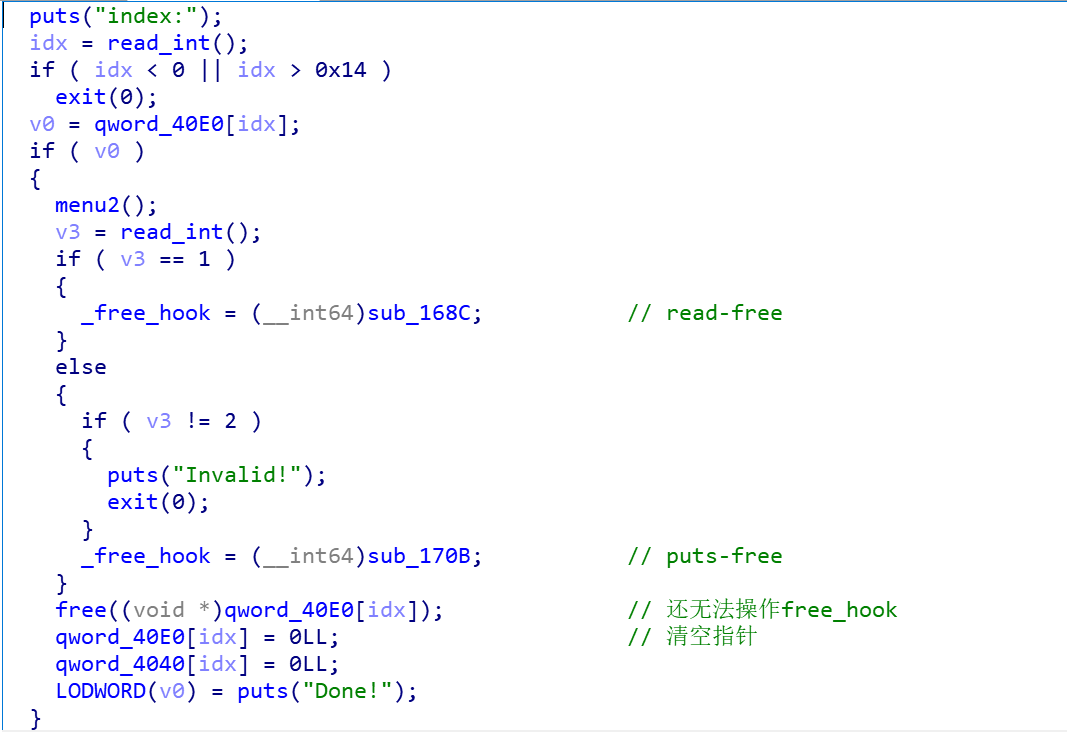 puts("index:");
idx = read_int();
if ( idx < 0 || idx > 0x14 )
exit(0);
v0 = qword_40E0[idx];
if ( v0 )
{
menu2();
v3 = read_int();
if ( v3 == 1 )
{
_free_hook = (__int64)sub_168C; // read-free
}
else
{
if ( v3 != 2 )
{
puts("Invalid!");
exit(0);
}
_free_hook = (__int64)sub_170B; // puts-free
}
free((void *)qword_40E0[idx]); // 还无法操作free_hook
qword_40E0[idx] = 0LL; // 清空指针
qword_4040[idx] = 0LL;
LODWORD(v0) = puts("Done!");
}